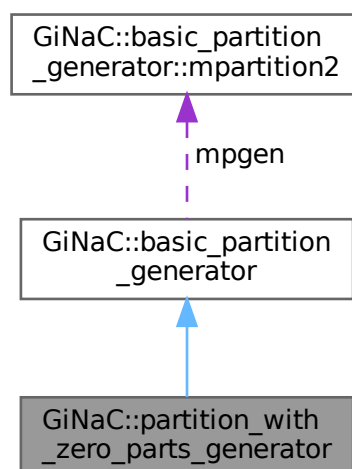 GiNaC::basic_partition
_generator::mpartition2
mpgen
GiNaC::basic_partition
_generator
GiNaC::partition_with
_zero_parts_generator